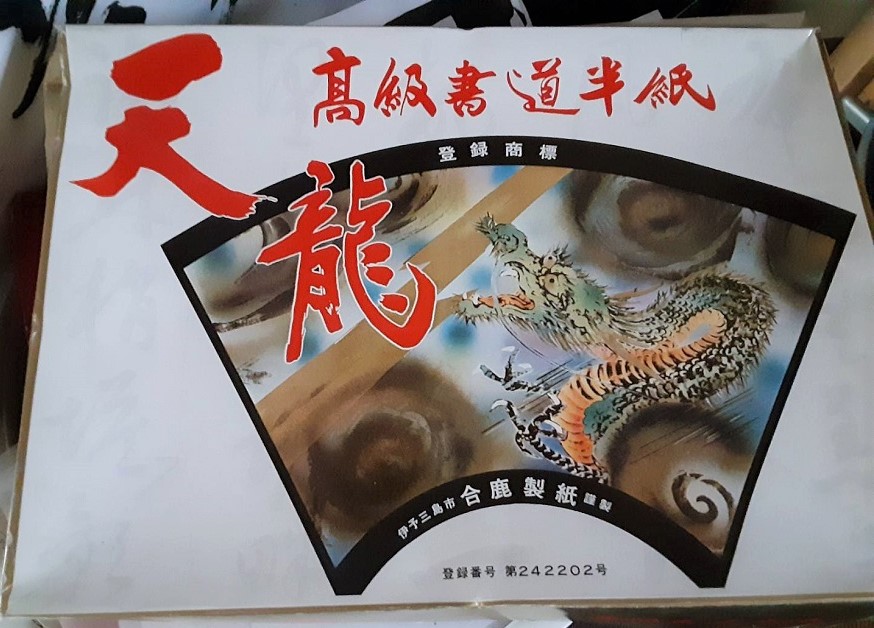 天龍
高級書道半紙
登録商標
伊予三島市 合鹿製紙 謹製
登録番号 第242202号